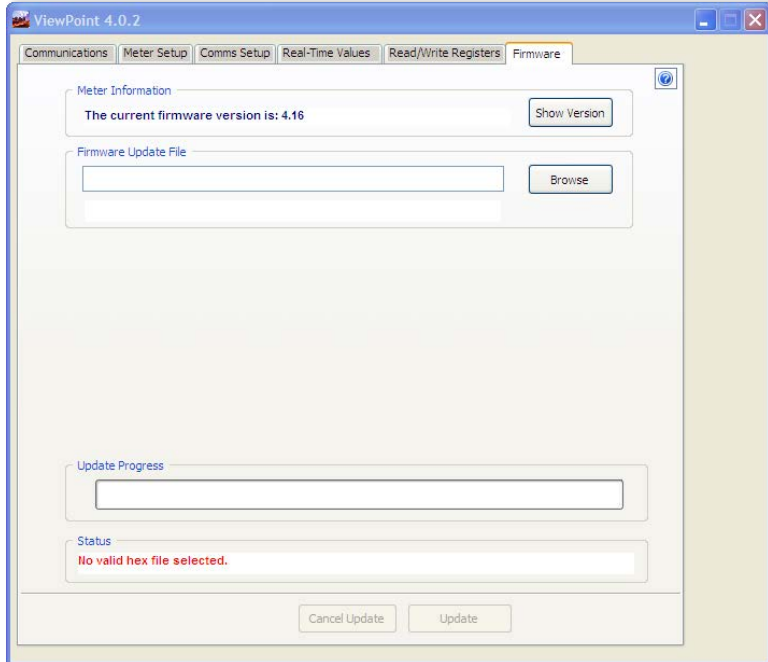 ViewPoint 4.0.2
Communications Meter Setup Comms Setup Real-Time Values Read/Write Registers Firmware
Meter Information
The current firmware version is: 4.16 Show Version
Firmware Update File
Browse
Update Progress
Status
No valid hex file selected.
Cancel Update Update